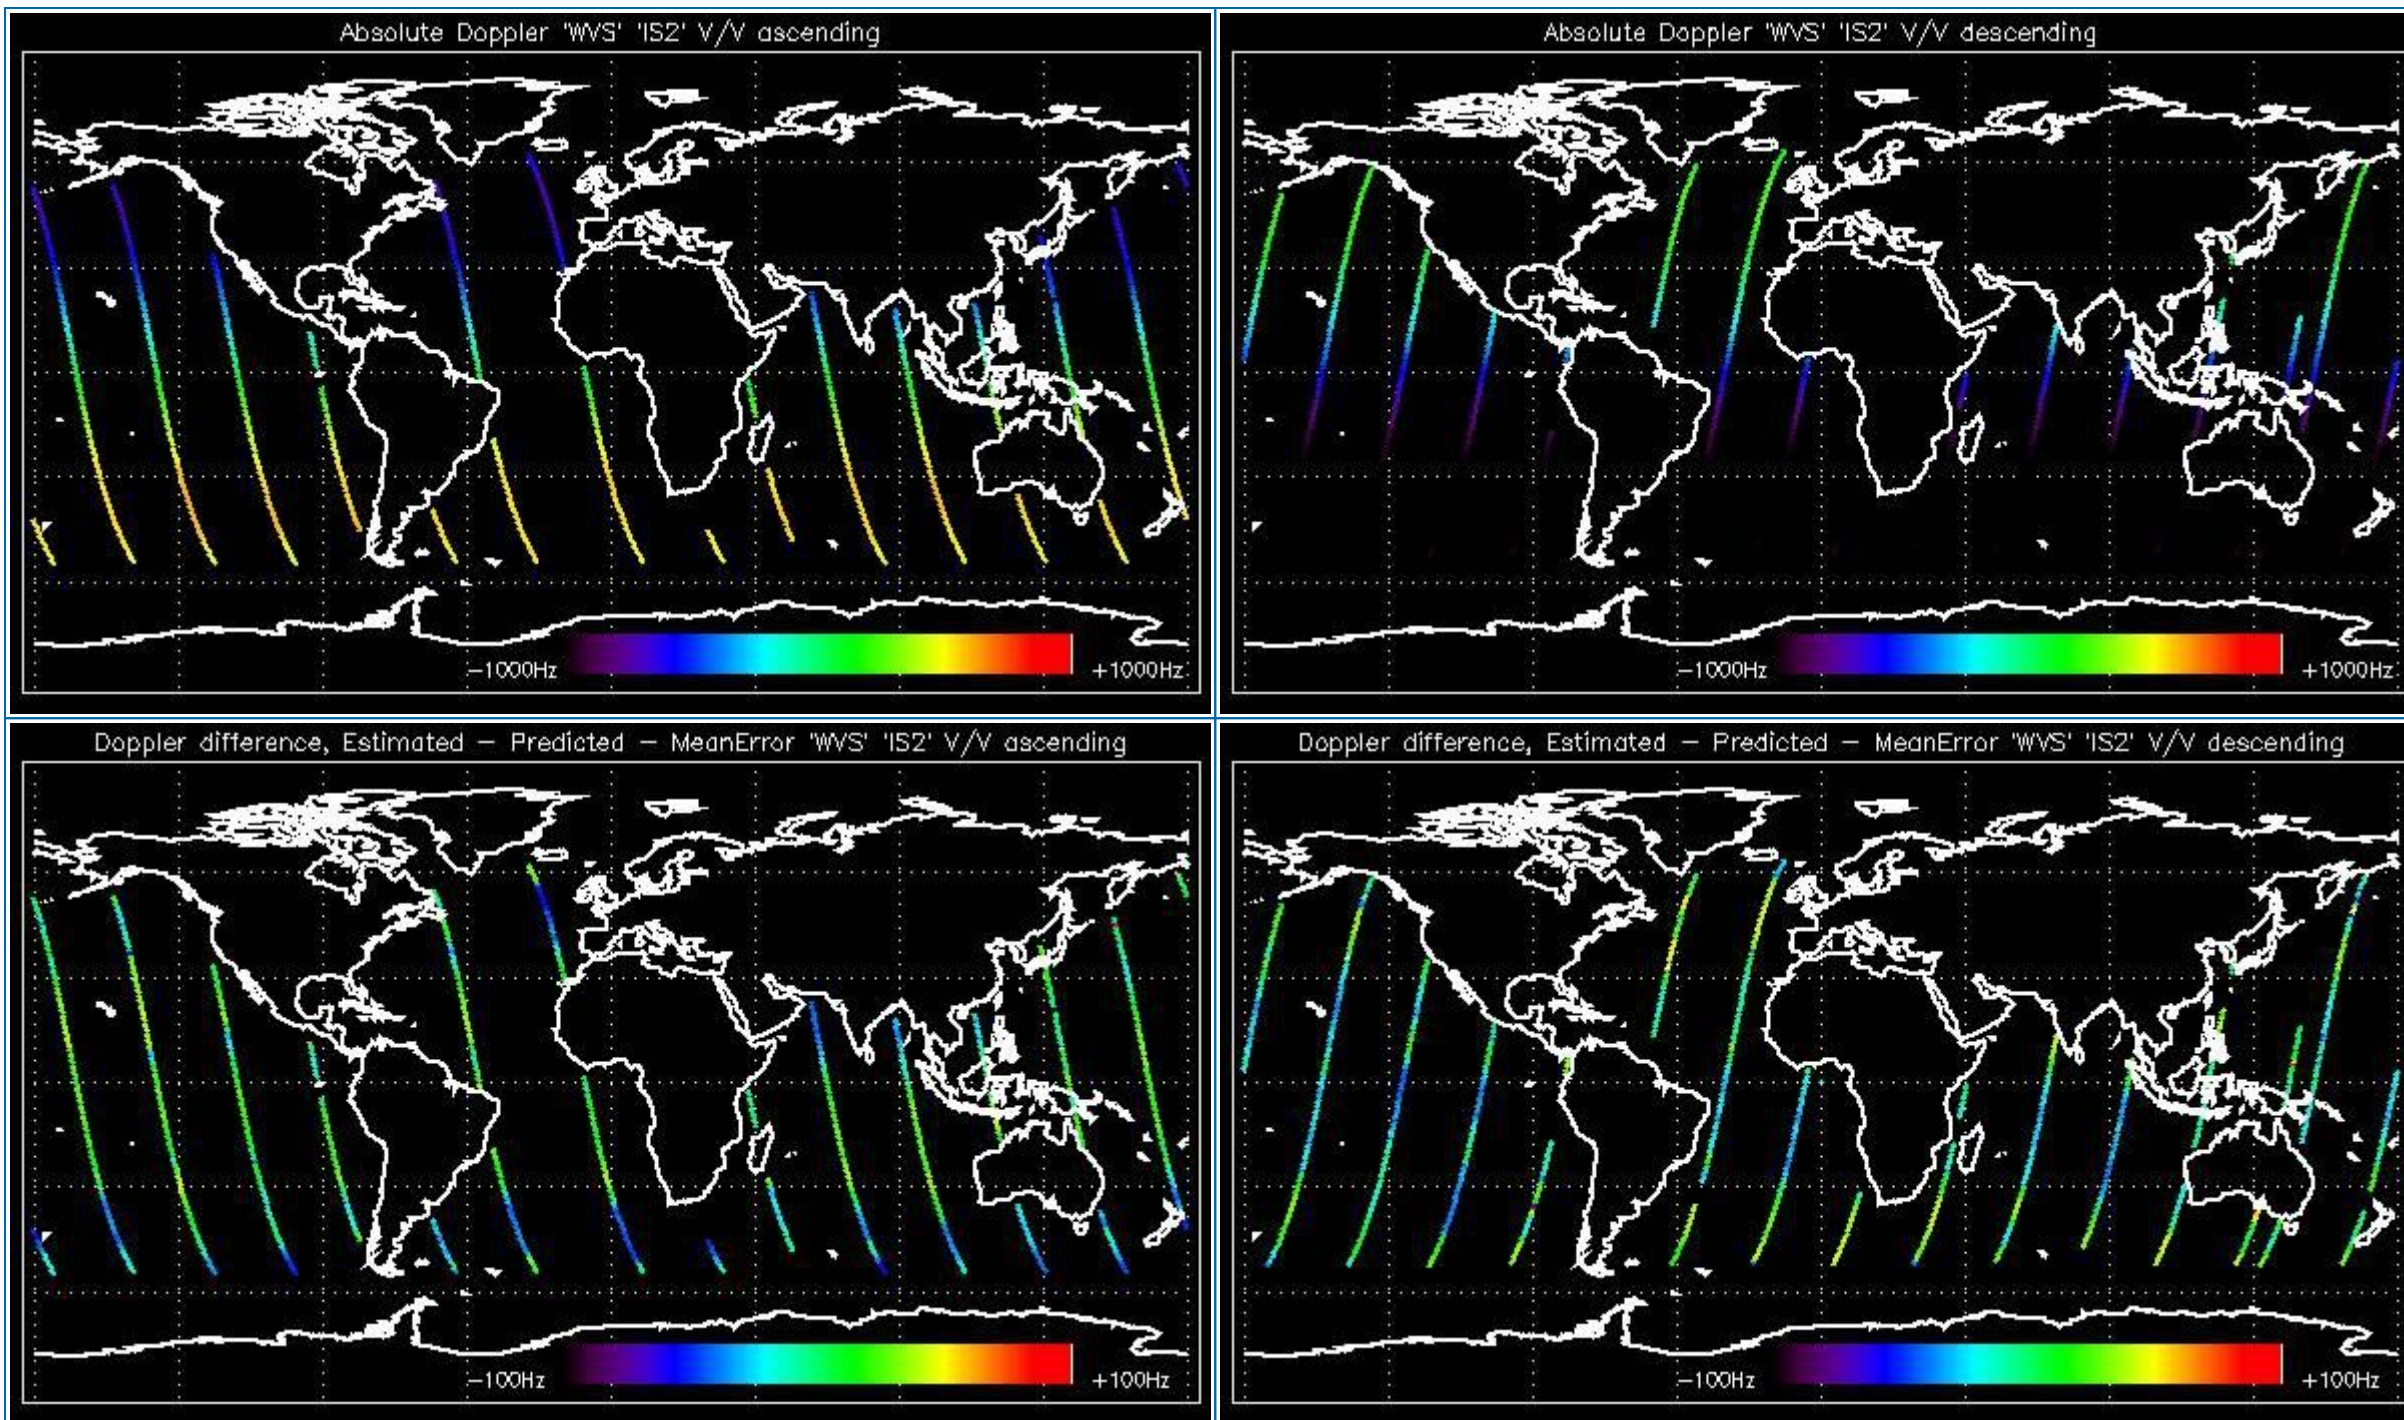 Absolute Doppler 'WVS' 'IS2' V/V ascending
−1000Hz
+1000Hz
Absolute Doppler 'WVS' 'IS2' V/V descending
−1000Hz
+1000Hz
Doppler difference, Estimated − Predicted − MeanError 'WVS' 'IS2' V/V ascending
−100Hz
+100Hz
Doppler difference, Estimated − Predicted − MeanError 'WVS' 'IS2' V/V descending
−100Hz
+100Hz